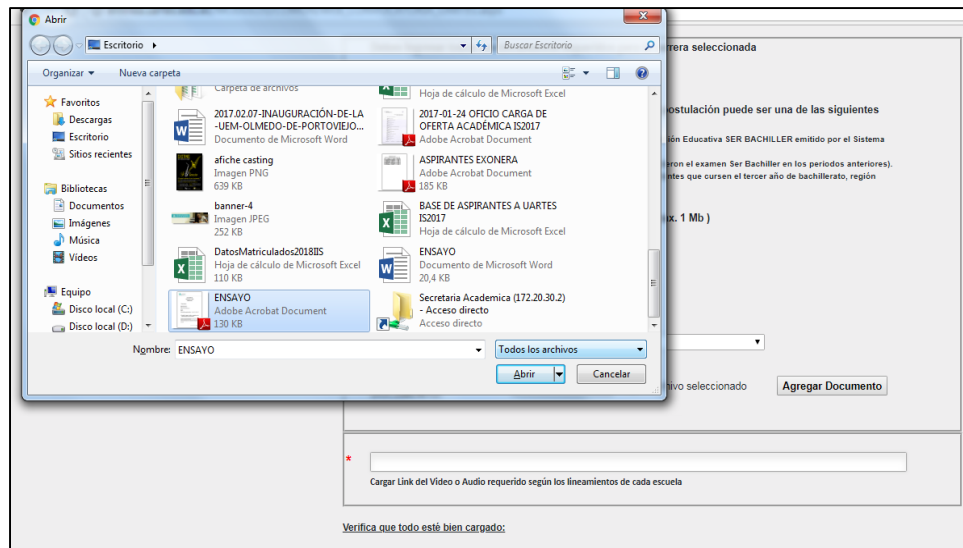 Abrir
Escritorio
Buscar Escritorio
Organizar
Nueva carpeta
Favoritos
Descargas
Escritorio
Sitios recientes
Bibliotecas
Documentos
Imágenes
Música
Vídeos
Equipo
Disco local (C:)
Disco local (D:)
Carpeta de archivos
2017.02.07-INAUGURACIÓN-DE-LA
-UEM-OLMEDO-DE-PORTOVIEJO...
Documento de Microsoft Word
afiche casting
Imagen PNG
639 KB
banner-4
Imagen JPEG
252 KB
DatosMatriculados2018IIS
Hoja de cálculo de Microsoft Excel
110 KB
ENSAYO
Adobe Acrobat Document
130 KB
Hoja de cálculo de Microsoft Excel
2017-01-24 OFICIO CARGA DE
OFERTA ACADÉMICA IS2017
Adobe Acrobat Document
ASPIRANTES EXONERA
Adobe Acrobat Document
185 KB
BASE DE ASPIRANTES A UARTES
IS2017
Hoja de cálculo de Microsoft Excel
ENSAYO
Documento de Microsoft Word
20,4 KB
Secretaria Academica (172.20.30.2)
- Acceso directo
Acceso directo
Nombre: ENSAYO
Todos los archivos
Abrir
Cancelar
rrera seleccionada
ostulación puede ser una de las siguientes
ión Educativa SER BACHILLER emitido por el Sistema
eron el examen Ser Bachiller en los periodos anteriores).
ntes que cursen el tercer año de bachillerato, región
x. 1 Mb )
hivo seleccionado
Agregar Documento
*
Cargar Link del Video o Audio requerido según los lineamientos de cada escuela
Verifica que todo esté bien cargado: